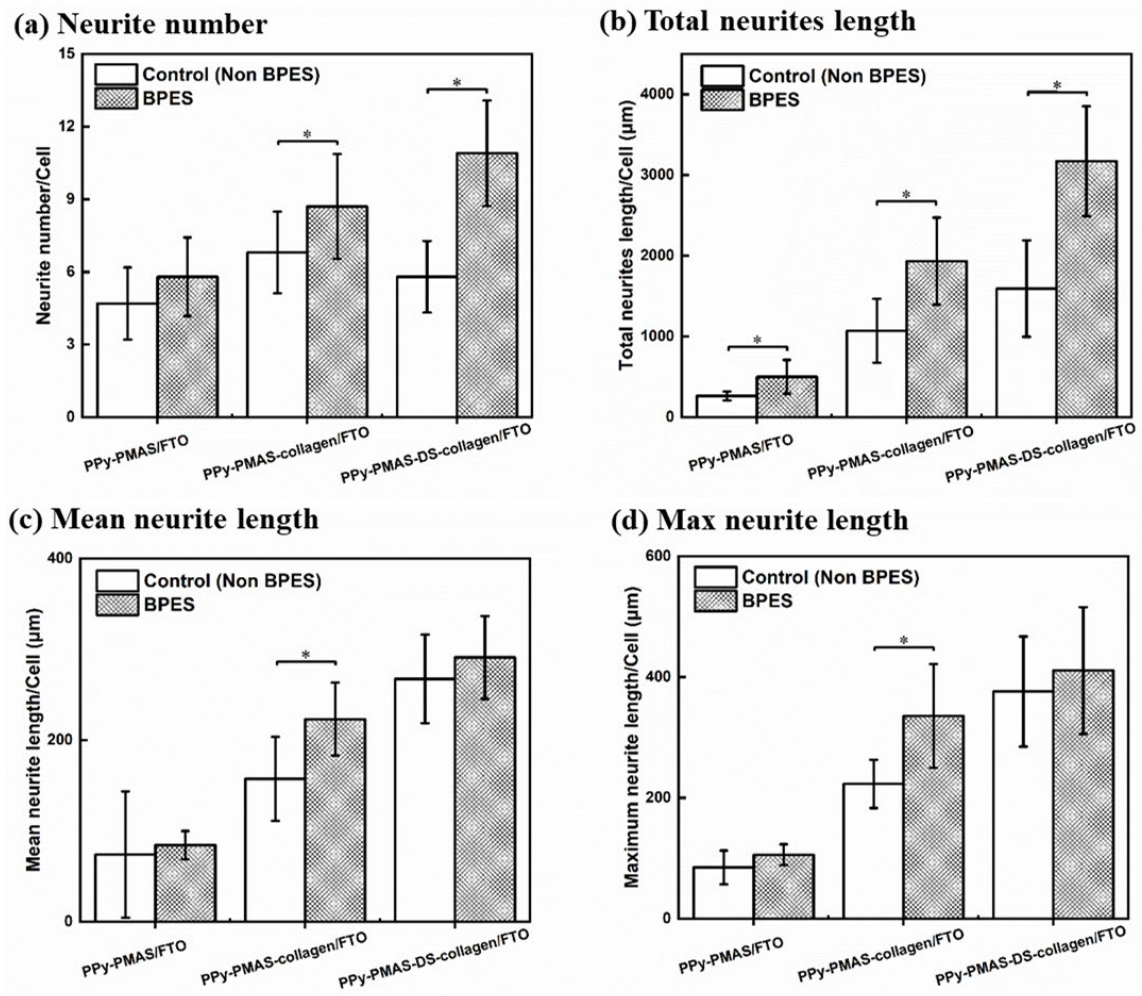 (a) Neurite number
15
12
9
6
3
0
Neurite number/Cell
Control (Non BPES)
BPES
*
*
PPy-PMAS/FTO
PPy-PMAS-collagen/FTO
PPy-PMAS-DS-collagen/FTO
(b) Total neurites length
4000
3000
2000
1000
0
Total neurites length/Cell (μm)
Control (Non BPES)
BPES
*
*
*
PPy-PMAS/FTO
PPy-PMAS-collagen/FTO
PPy-PMAS-DS-collagen/FTO
(c) Mean neurite length
400
200
0
Mean neurite length/Cell (μm)
Control (Non BPES)
BPES
*
PPy-PMAS/FTO
PPy-PMAS-collagen/FTO
PPy-PMAS-DS-collagen/FTO
(d) Max neurite length
600
400
200
0
Maximum neurite length/Cell (μm)
Control (Non BPES)
BPES
*
PPy-PMAS/FTO
PPy-PMAS-collagen/FTO
PPy-PMAS-DS-collagen/FTO